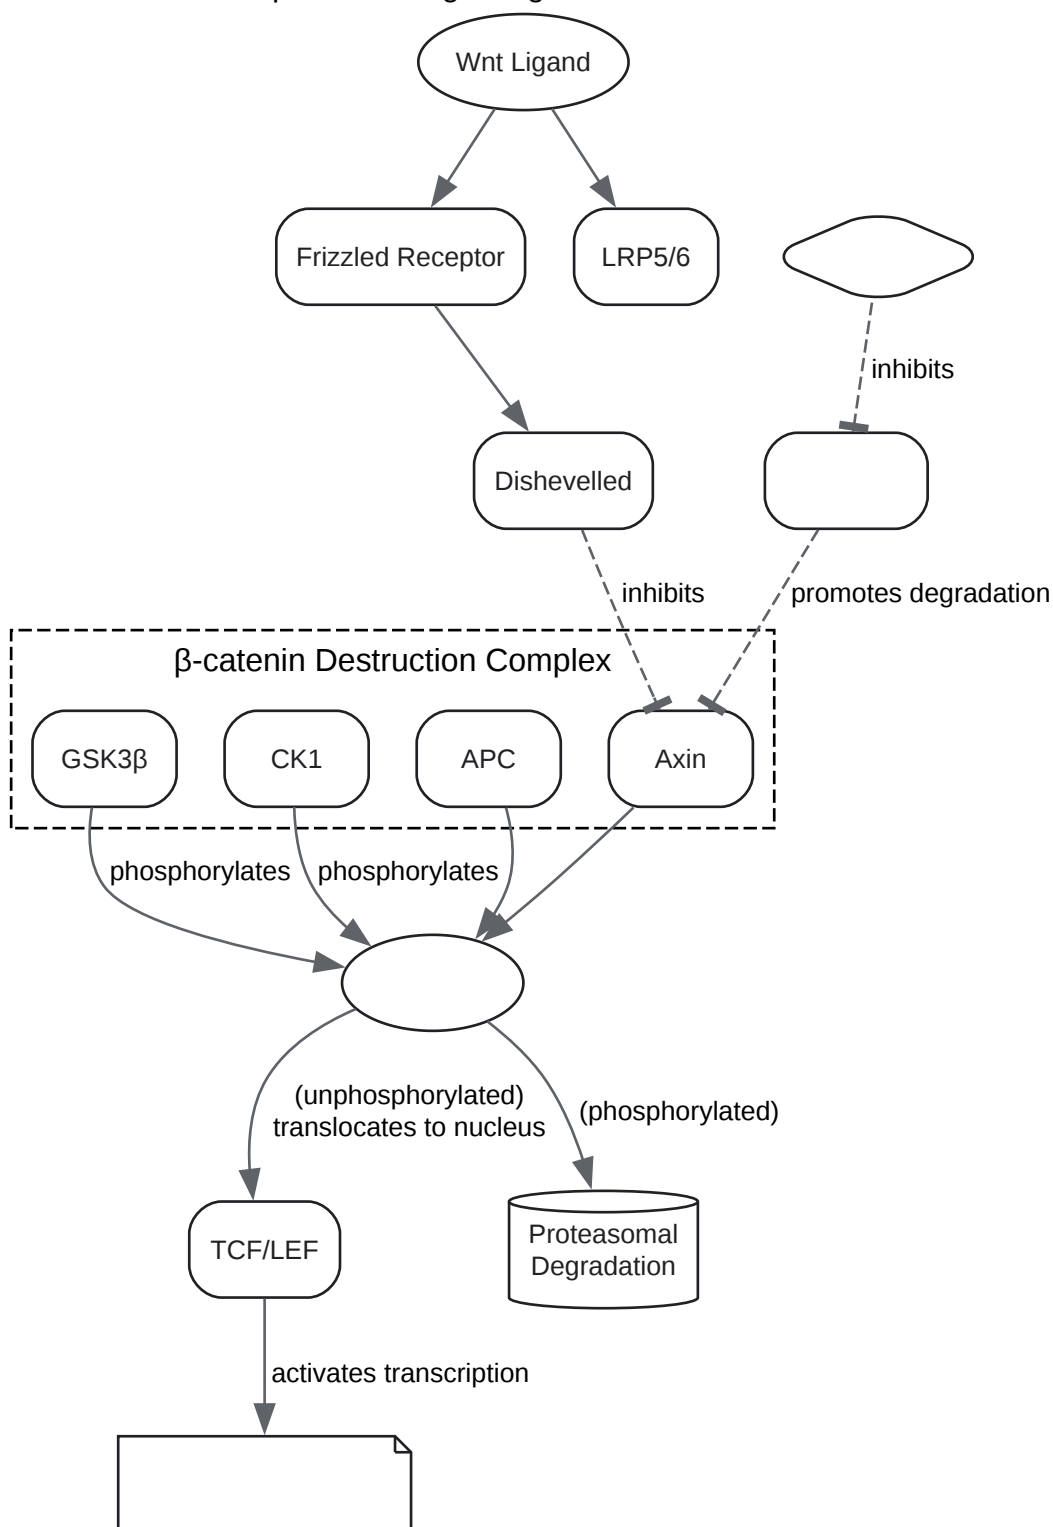 Wnt Ligand
Frizzled Receptor
LRP5/6
inhibits
Dishevelled
inhibits
promotes degradation
β-catenin Destruction Complex
GSK3β
CK1
APC
Axin
phosphorylates
phosphorylates
(unphosphorylated)
translocates to nucleus
(phosphorylated)
TCF/LEF
Proteasomal
Degradation
activates transcription